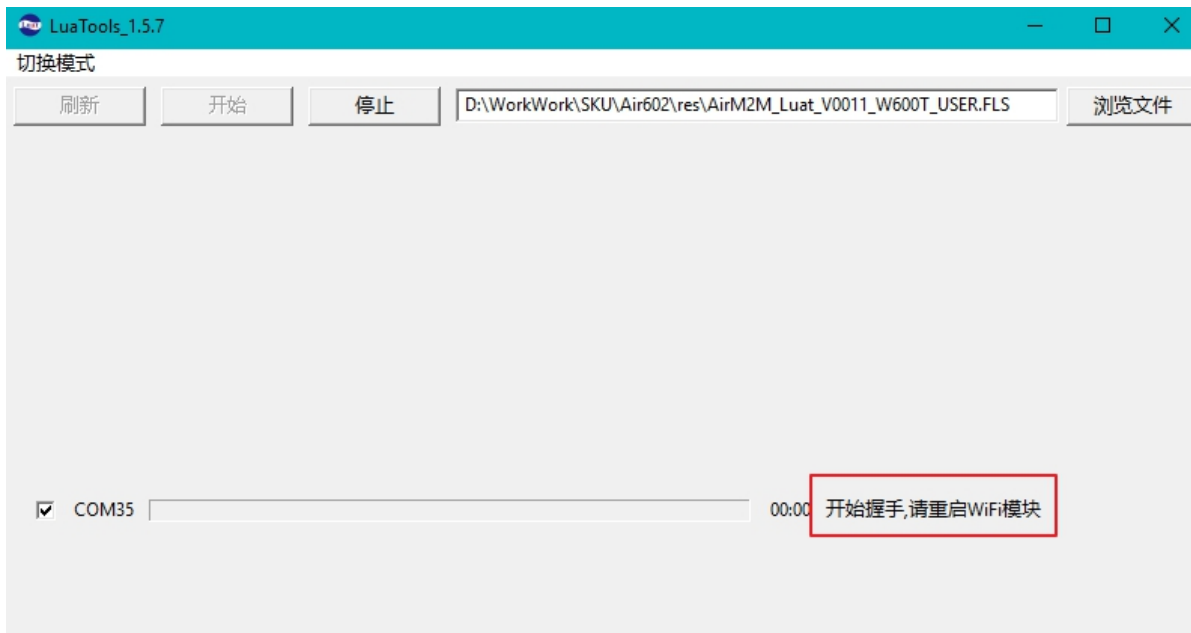 LuaTools_1.5.7
切换模式
刷新 开始 停止 D:\WorkWork\SKU\Air602\res\AirM2M_Luat_V0011_W600T_USER.FLS 浏览文件
COM35 00:00 开始握手,请重启WiFi模块